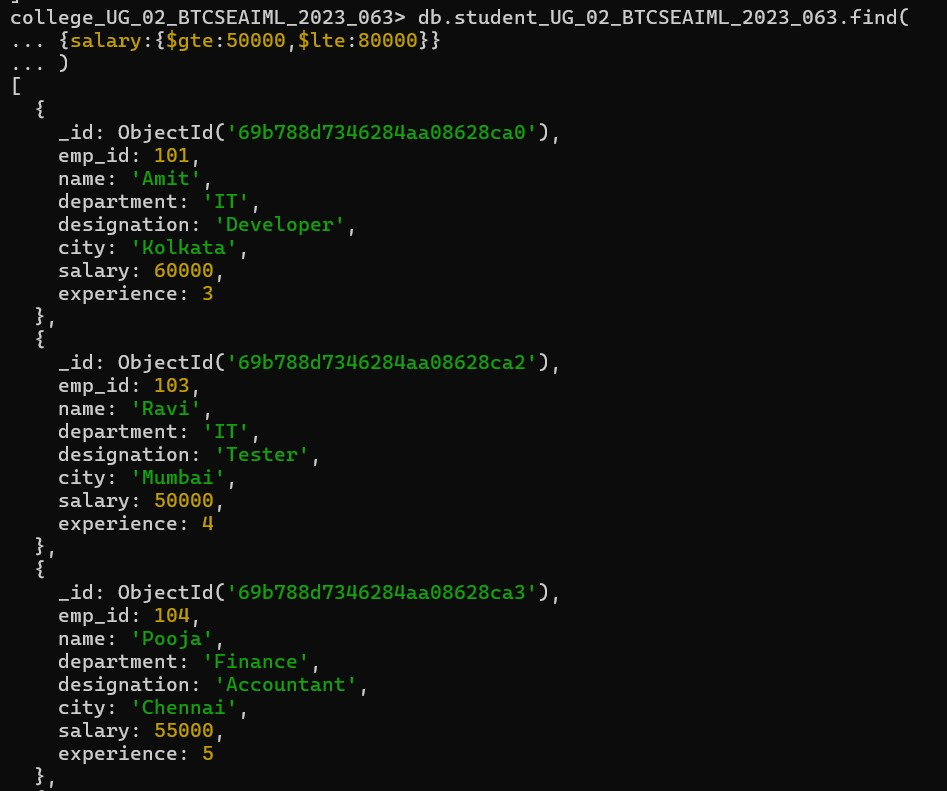 college_UG_02_BTCSEAIML_2023_063> db.student_UG_02_BTCSEAIML_2023_063.find(
... {salary:{$gte:50000,$lte:80000}}
... )
[
  {
    _id: ObjectId('69b788d7346284aa08628ca0'),
    emp_id: 101,
    name: 'Amit',
    department: 'IT',
    designation: 'Developer',
    city: 'Kolkata',
    salary: 60000,
    experience: 3
  },
  {
    _id: ObjectId('69b788d7346284aa08628ca2'),
    emp_id: 103,
    name: 'Ravi',
    department: 'IT',
    designation: 'Tester',
    city: 'Mumbai',
    salary: 50000,
    experience: 4
  },
  {
    _id: ObjectId('69b788d7346284aa08628ca3'),
    emp_id: 104,
    name: 'Pooja',
    department: 'Finance',
    designation: 'Accountant',
    city: 'Chennai',
    salary: 55000,
    experience: 5
  },